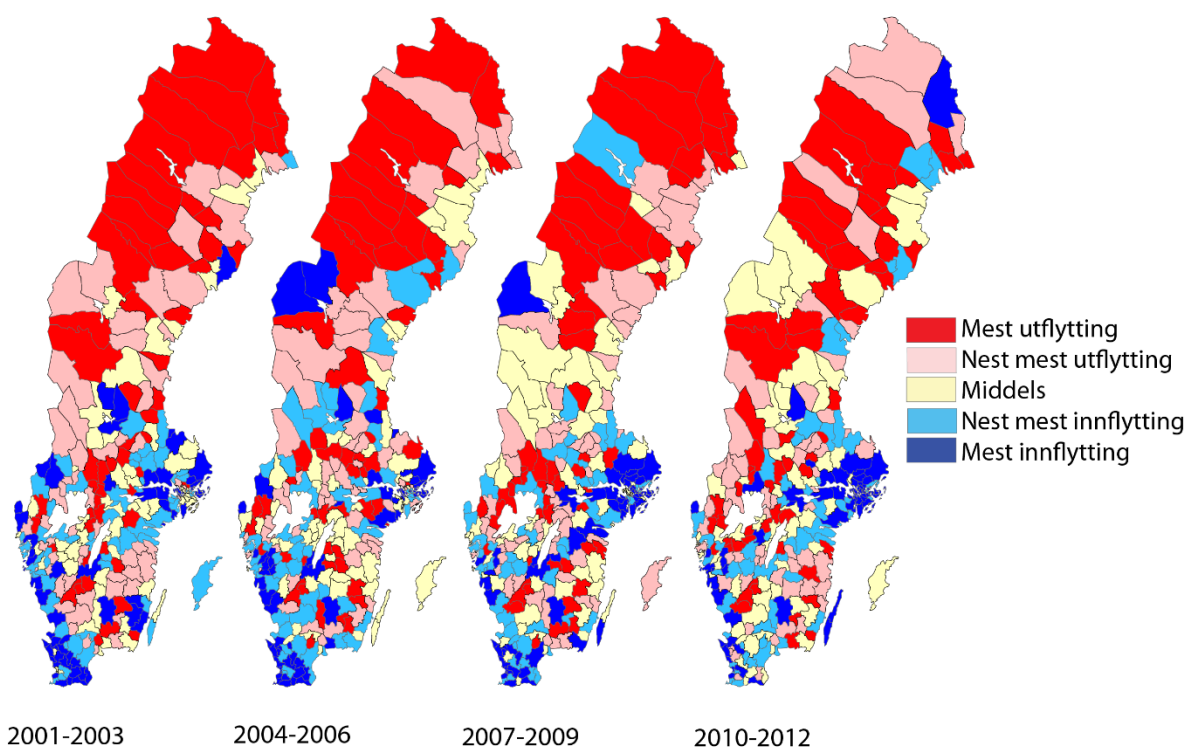 Mest utflytting
Nest mest utflytting
Middels
Nest mest innflytting
Mest innflytting
2001-2003
2004-2006
2007-2009
2010-2012